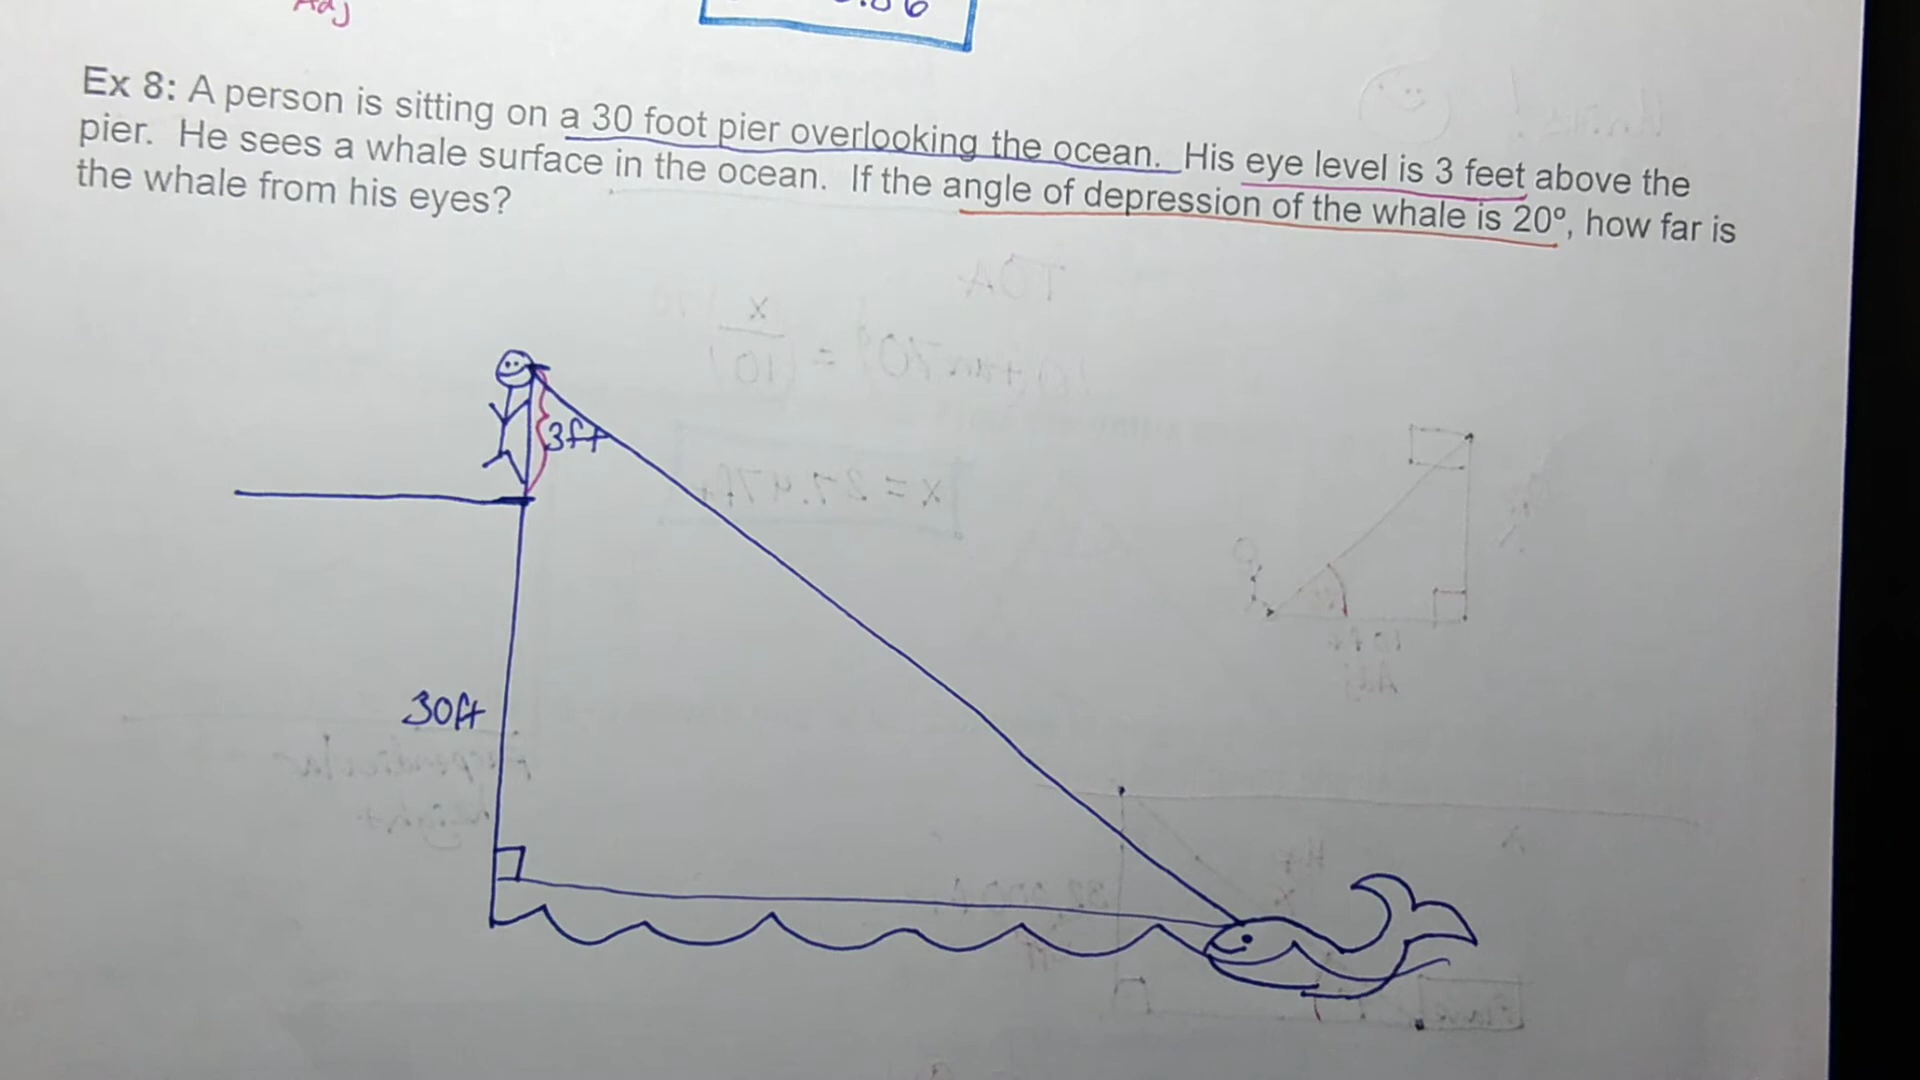 Adj
Ex 8: A person is sitting on a 30 foot pier overlooking the ocean. His eye level is 3 feet above the
pier. He sees a whale surface in the ocean. If the angle of depression of the whale is 20º, how far is
the whale from his eyes?
3ft
30ft